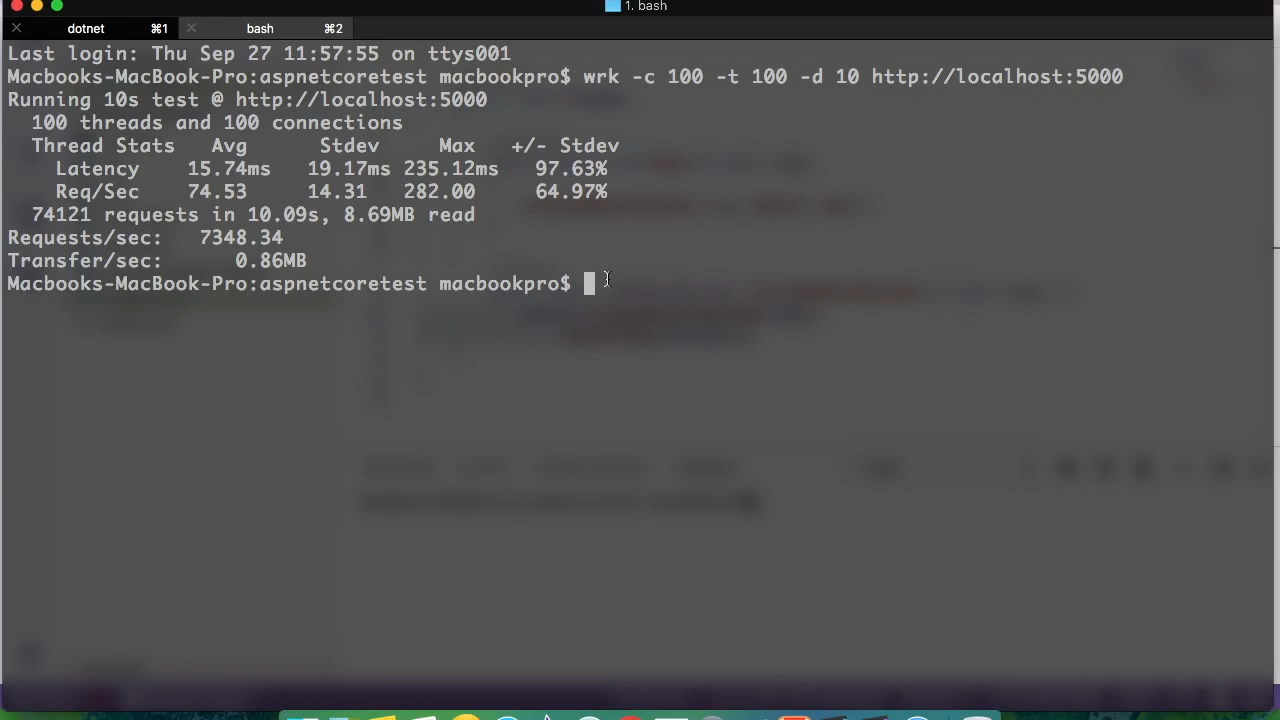 1. bash
dotnet ⌘1 bash ⌘2
Last login: Thu Sep 27 11:57:55 on ttys001
Macbooks-MacBook-Pro:aspnetcoretest macbookpro$ wrk -c 100 -t 100 -d 10 http://localhost:5000
Running 10s test @ http://localhost:5000
100 threads and 100 connections
Thread Stats Avg Stdev Max +/- Stdev
Latency 15.74ms 19.17ms 235.12ms 97.63%
Req/Sec 74.53 14.31 282.00 64.97%
74121 requests in 10.09s, 8.69MB read
Requests/sec: 7348.34
Transfer/sec: 0.86MB
Macbooks-MacBook-Pro:aspnetcoretest macbookpro$